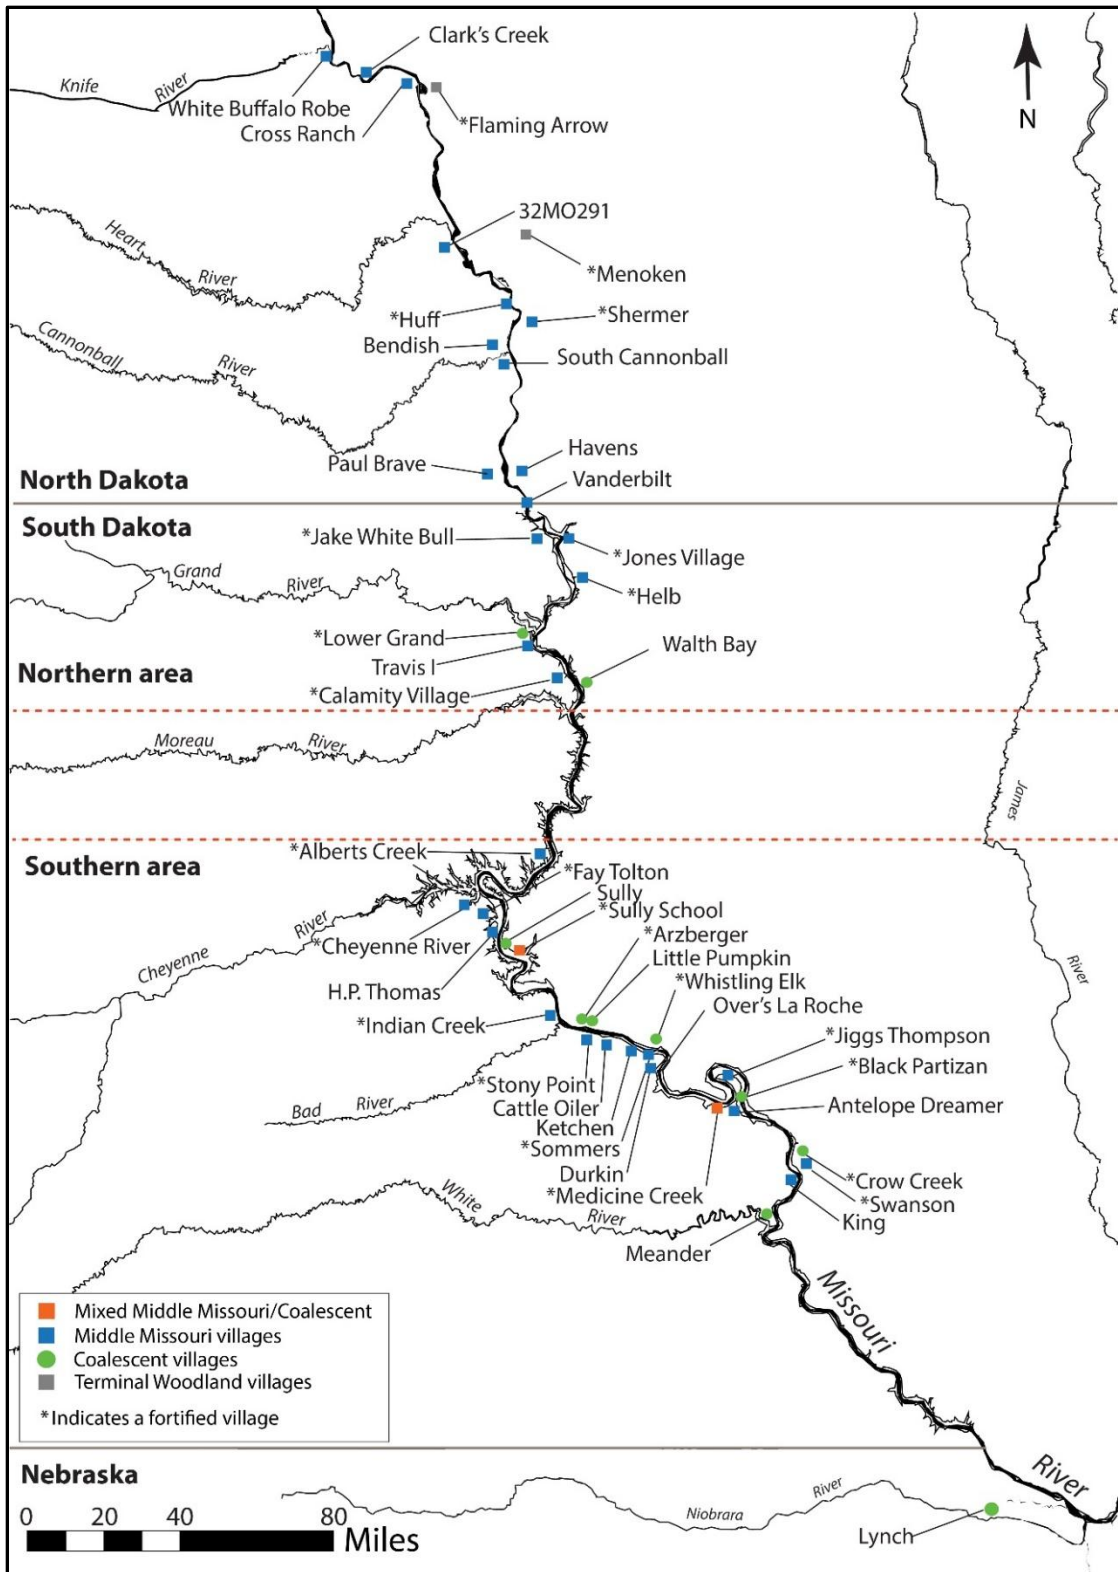 Clark's Creek
Knife
River
White Buffalo Robe
Cross Ranch
*Flaming Arrow
N
32MO291
Heart
River
*Menoken
*Huff
*Shermer
Bendish
Cannonball
River
South Cannonball
Paul Brave
Havens
North Dakota
Vanderbilt
South Dakota
*Jake White Bull
*Jones Village
Grand
River
*Helb
*Lower Grand
Walth Bay
Travis I
Northern area
*Calamity Village
Moreau
River
James
Southern area
*Alberts Creek
*Fay Tolton
Sully
*Sully School
*Cheyenne River
River
Cheyenne
*Arzberger
Little Pumpkin
*Whistling Elk
H.P. Thomas
Over's La Roche
*Indian Creek
*Jiggs Thompson
*Stony Point
*Black Partizan
River
Cattle Oiler
Bad
River
Antelope Dreamer
Ketchen
*Sommers
Durkin
*Crow Creek
*Medicine Creek
*Swanson
White
River
King
Meander
Missouri
River
Mixed Middle Missouri/Coalescent
Middle Missouri villages
Coalescent villages
Terminal Woodland villages
*Indicates a fortified village
Nebraska
River
Niobrara
Lynch
0 20 40 80 Miles